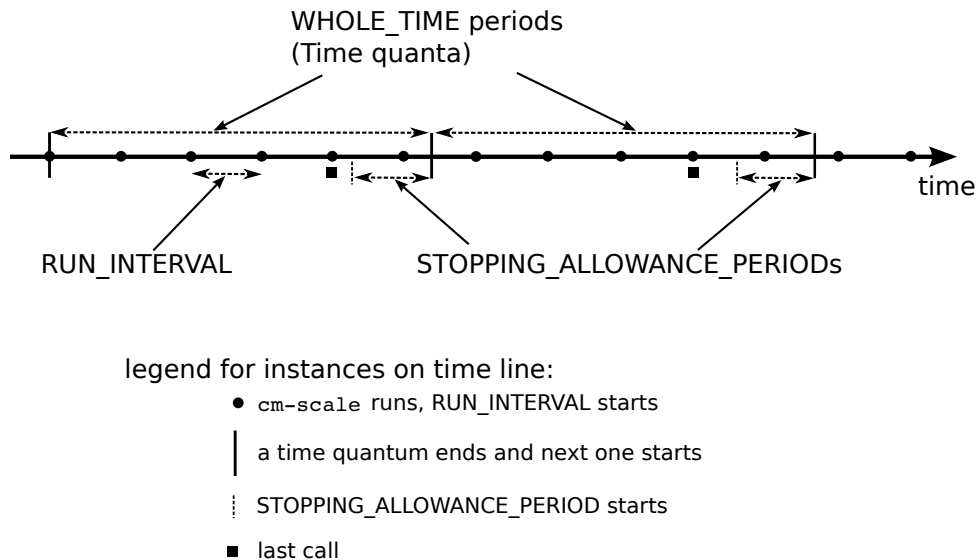 WHOLE_TIME periods
(Time quanta)
time
RUN_INTERVAL
STOPPING_ALLOWANCE_PERIODs
legend for instances on time line:
cm-scale runs, RUN_INTERVAL starts
a time quantum ends and next one starts
STOPPING_ALLOWANCE_PERIOD starts
last call